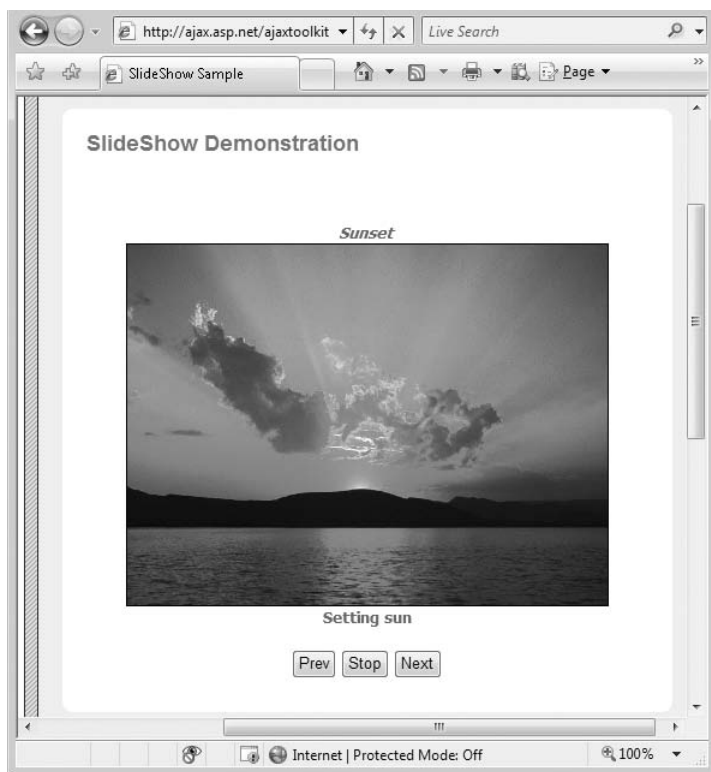 http://ajax.asp.net/ajaxtoolkit
Live Search
SlideShow Sample
Page
SlideShow Demonstration
Sunset
Setting sun
Prev Stop Next
Internet | Protected Mode: Off
100%